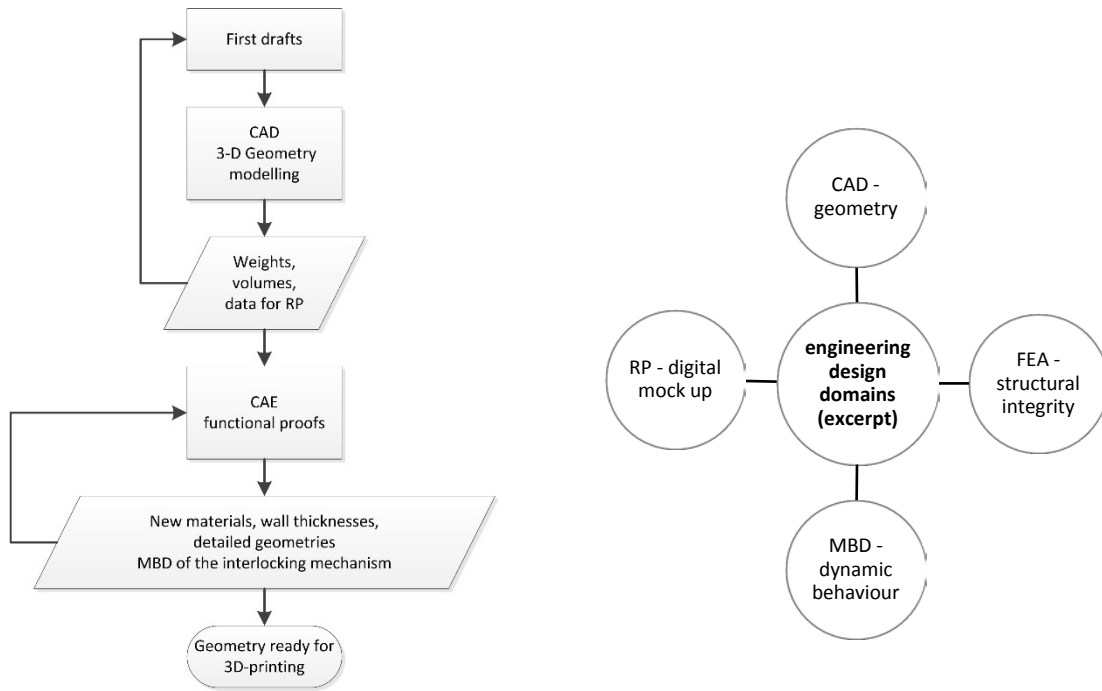 First drafts
CAD
3-D Geometry
modelling
Weights,
volumes,
data for RP
CAE
functional proofs
New materials, wall thicknesses,
detailed geometries
MBD of the interlocking mechanism
Geometry ready for
3D-printing
CAD -
geometry
RP - digital
mock up
engineering
design
domains
(excerpt)
FEA -
structural
integrity
MBD -
dynamic
behaviour